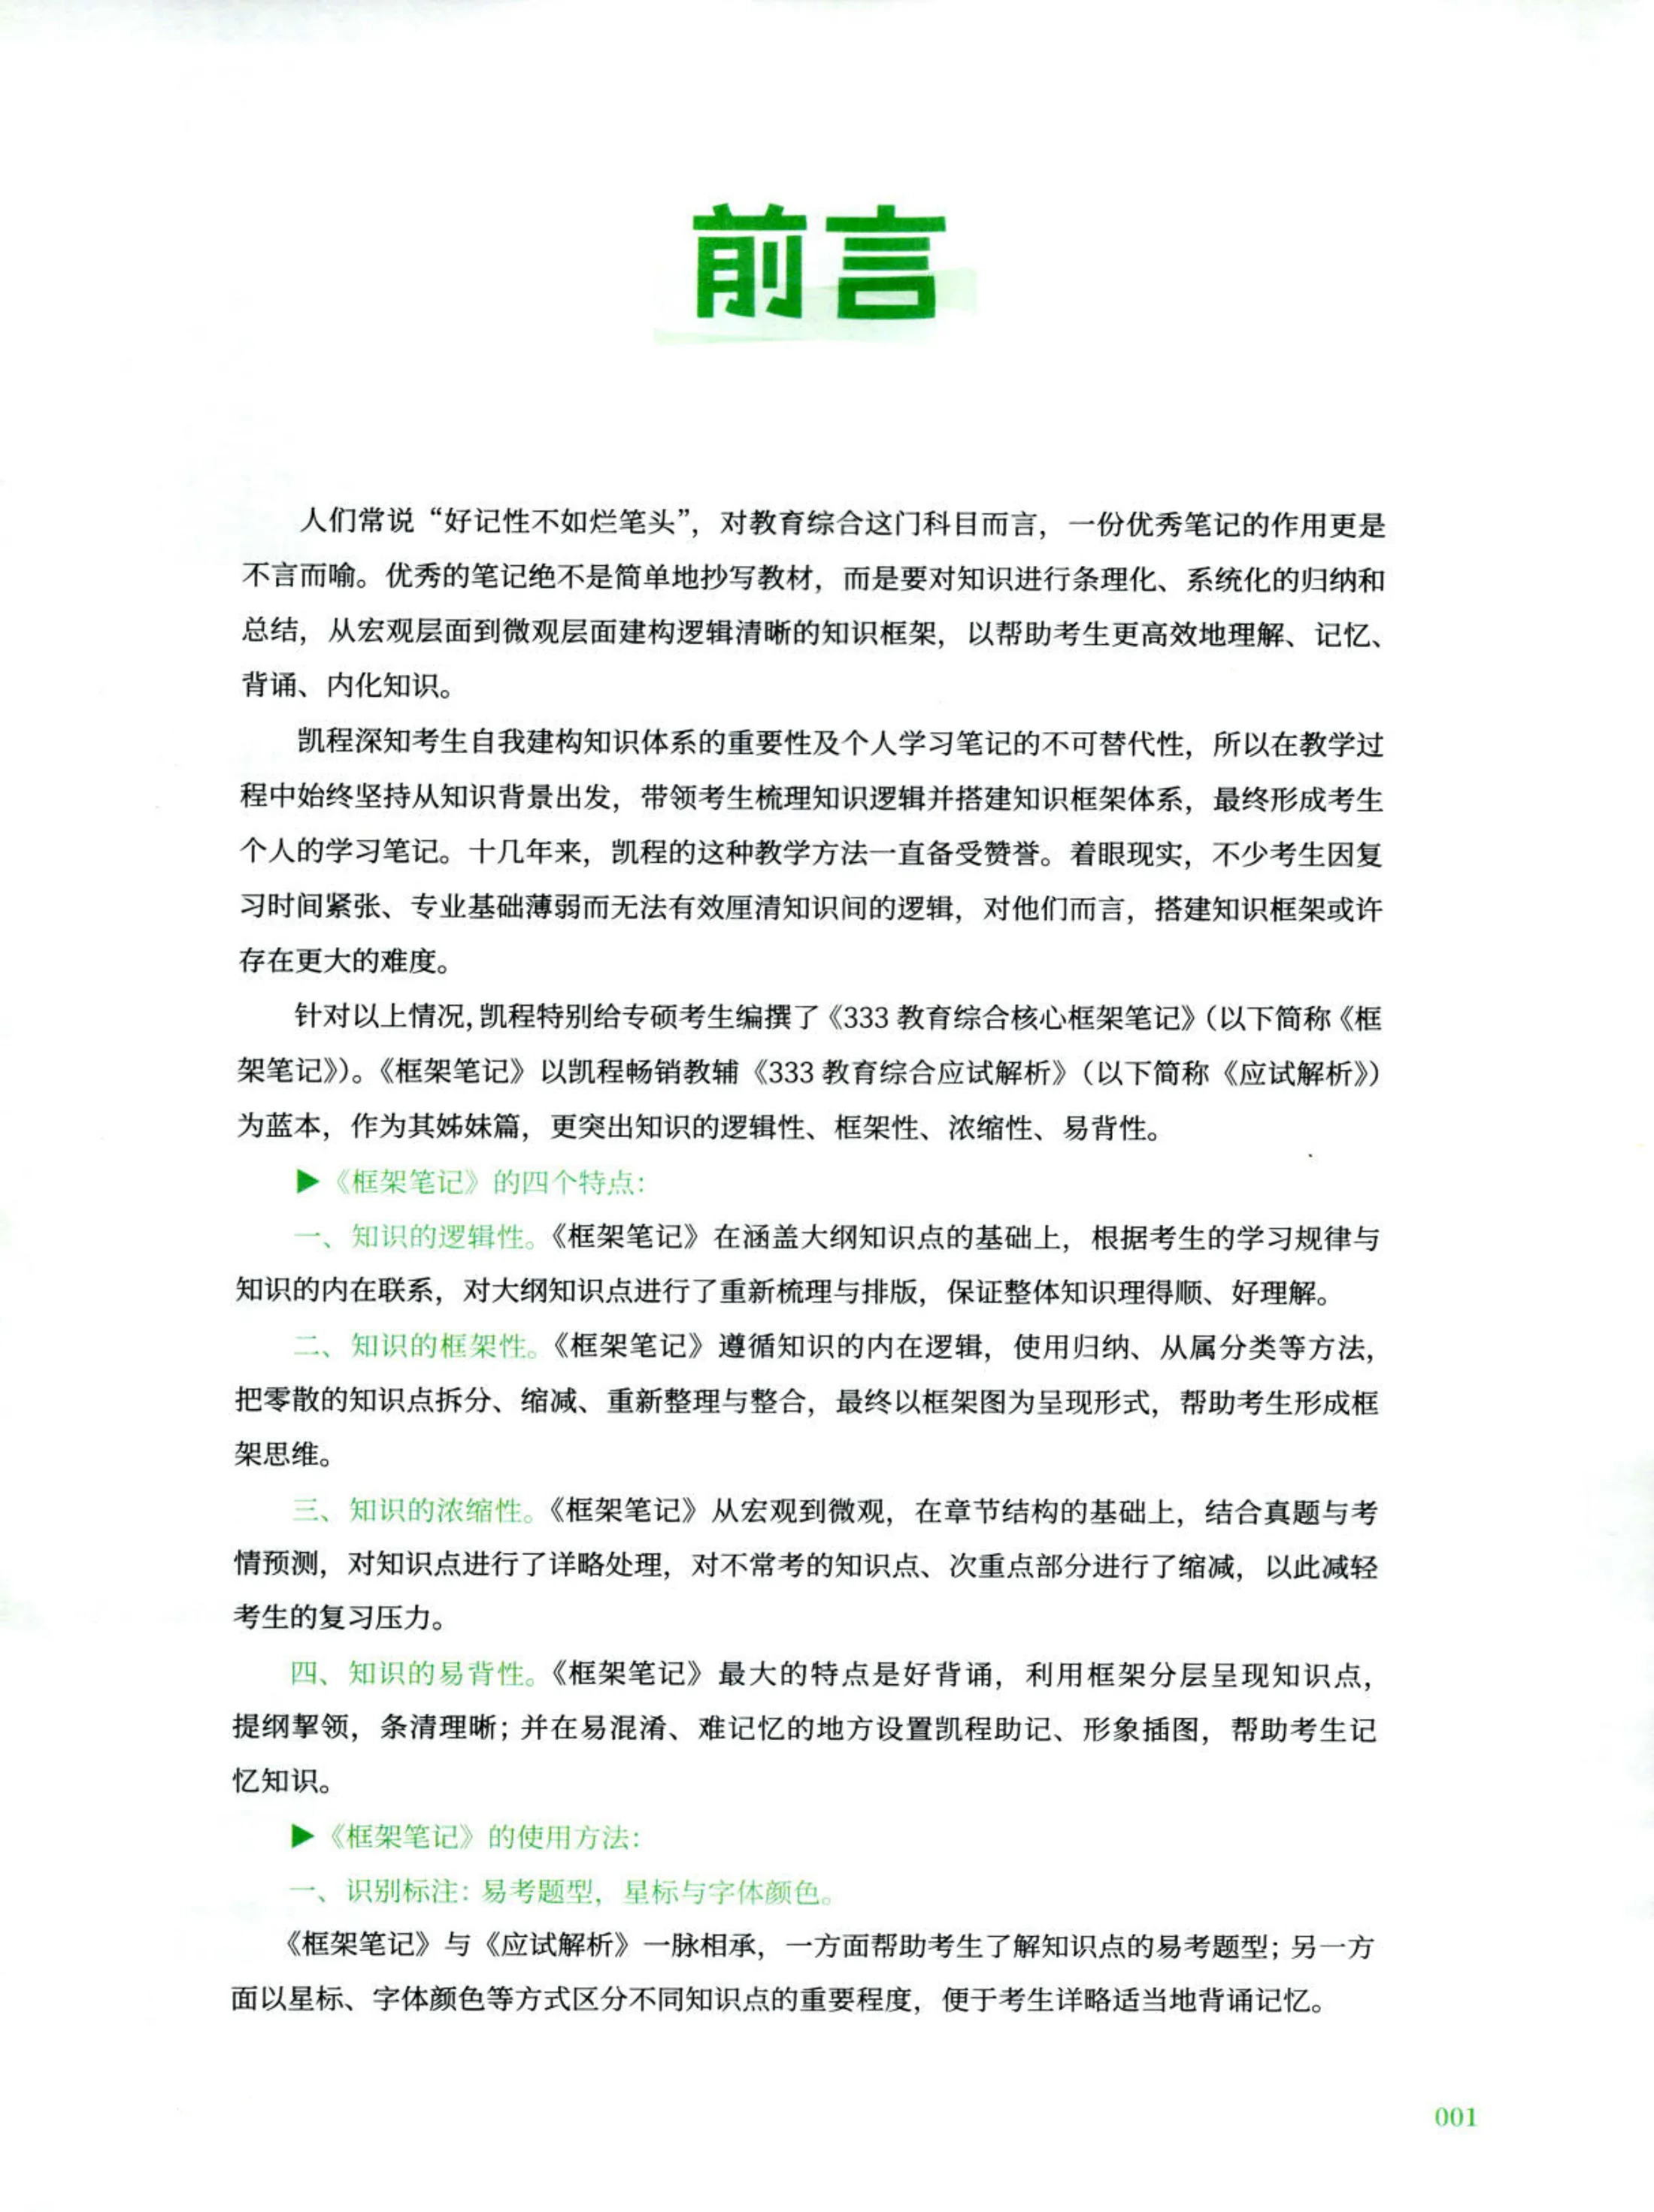 前言
人们常说“好记性不如烂笔头”，对教育综合这门科目而言，一份优秀笔记的作用更是
不言而喻。优秀的笔记绝不是简单地抄写教材，而是要对知识进行条理化、系统化的归纳和
总结，从宏观层面到微观层面建构逻辑清晰的知识框架，以帮助考生更高效地理解、记忆、
背诵、内化知识。
凯程深知考生自我建构知识体系的重要性及个人学习笔记的不可替代性，所以在教学过
程中始终坚持从知识背景出发，带领考生梳理知识逻辑并搭建知识框架体系，最终形成考生
个人的学习笔记。十几年来，凯程的这种教学方法一直备受赞誉。着眼现实，不少考生因复
习时间紧张、专业基础薄弱而无法有效厘清知识间的逻辑，对他们而言，搭建知识框架或许
存在更大的难度。
针对以上情况，凯程特别给专硕考生编撰了《333 教育综合核心框架笔记》（以下简称《框
架笔记》）。《框架笔记》以凯程畅销教辅《333 教育综合应试解析》（以下简称《应试解析》）
为蓝本，作为其姊妹篇，更突出知识的逻辑性、框架性、浓缩性、易背性。
▶《框架笔记》的四个特点：
一、知识的逻辑性。《框架笔记》在涵盖大纲知识点的基础上，根据考生的学习规律与
知识的内在联系，对大纲知识点进行了重新梳理与排版，保证整体知识理得顺、好理解。
二、知识的框架性。《框架笔记》遵循知识的内在逻辑，使用归纳、从属分类等方法，
把零散的知识点拆分、缩减、重新整理与整合，最终以框架图为呈现形式，帮助考生形成框
架思维。
三、知识的浓缩性。《框架笔记》从宏观到微观，在章节结构的基础上，结合真题与考
情预测，对知识点进行了详略处理，对不常考的知识点、次重点部分进行了缩减，以此减轻
考生的复习压力。
四、知识的易背性。《框架笔记》最大的特点是好背诵，利用框架分层呈现知识点，
提纲挈领，条清理晰；并在易混淆、难记忆的地方设置凯程助记、形象插图，帮助考生记
忆知识。
▶《框架笔记》的使用方法：
一、识别标注：易考题型，星标与字体颜色。
《框架笔记》与《应试解析》一脉相承，一方面帮助考生了解知识点的易考题型；另一方
面以星标、字体颜色等方式区分不同知识点的重要程度，便于考生详略适当地背诵记忆。
001